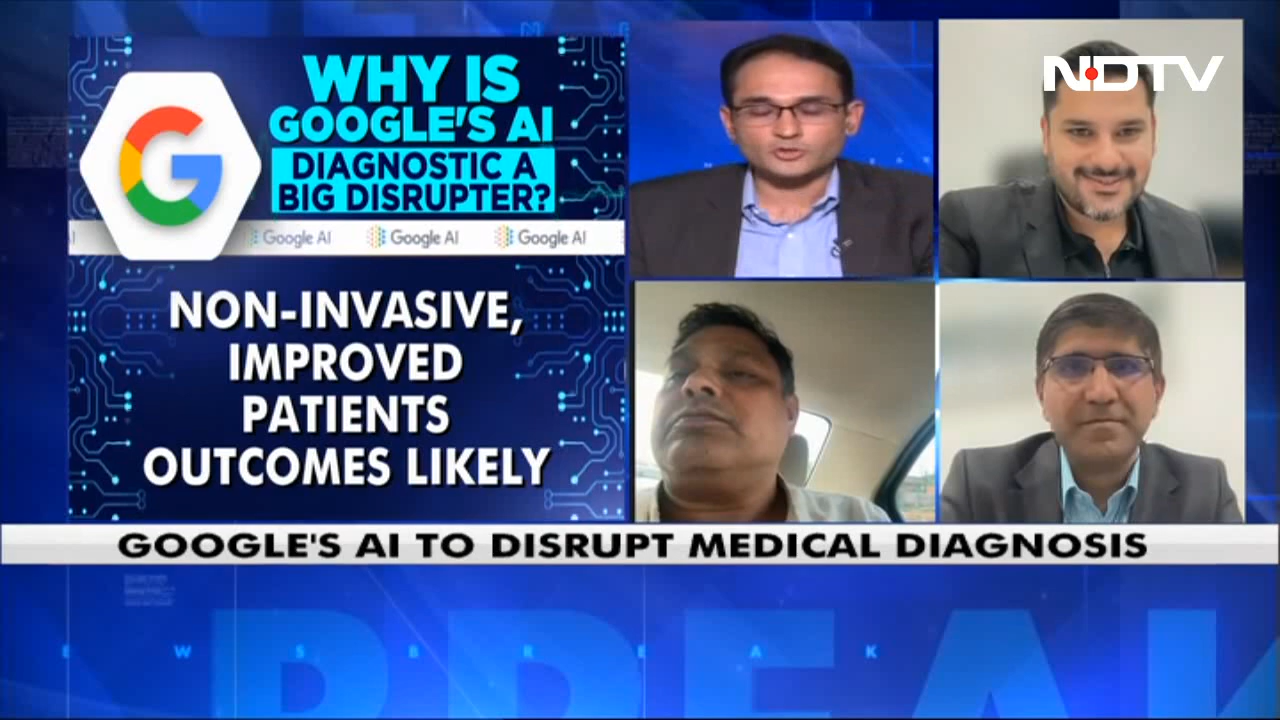 WHY IS
GOOGLE'S AI
DIAGNOSTIC A
BIG DISRUPTER?
Google AI
Google AI
Google AI
NON-INVASIVE,
IMPROVED
PATIENTS
OUTCOMES LIKELY
NDTV
GOOGLE'S AI TO DISRUPT MEDICAL DIAGNOSIS
BREAK
E W S B R E A K